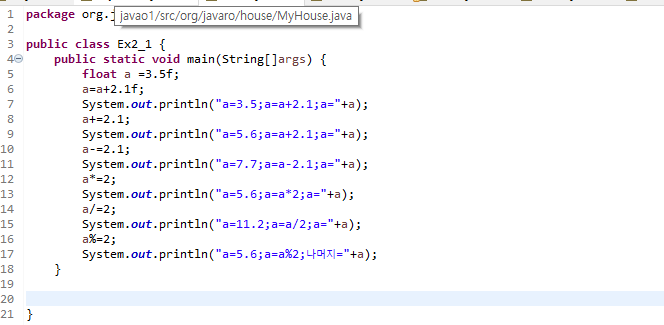 javao1/src/org/javaro/house/MyHouse.java
1 package org.
2
3 public class Ex2_1 {
4 public static void main(String[]args) {
5 float a =3.5f;
6 a=a+2.1f;
7 System.out.println("a=3.5;a=a+2.1;a="+a);
8 a+=2.1;
9 System.out.println("a=5.6;a=a+2.1;a="+a);
10 a-=2.1;
11 System.out.println("a=7.7;a=a-2.1;a="+a);
12 a*=2;
13 System.out.println("a=5.6;a=a*2;a="+a);
14 a/=2;
15 System.out.println("a=11.2;a=a/2;a="+a);
16 a%=2;
17 System.out.println("a=5.6;a=a%2;나머지="+a);
18 }
19
20
21 }